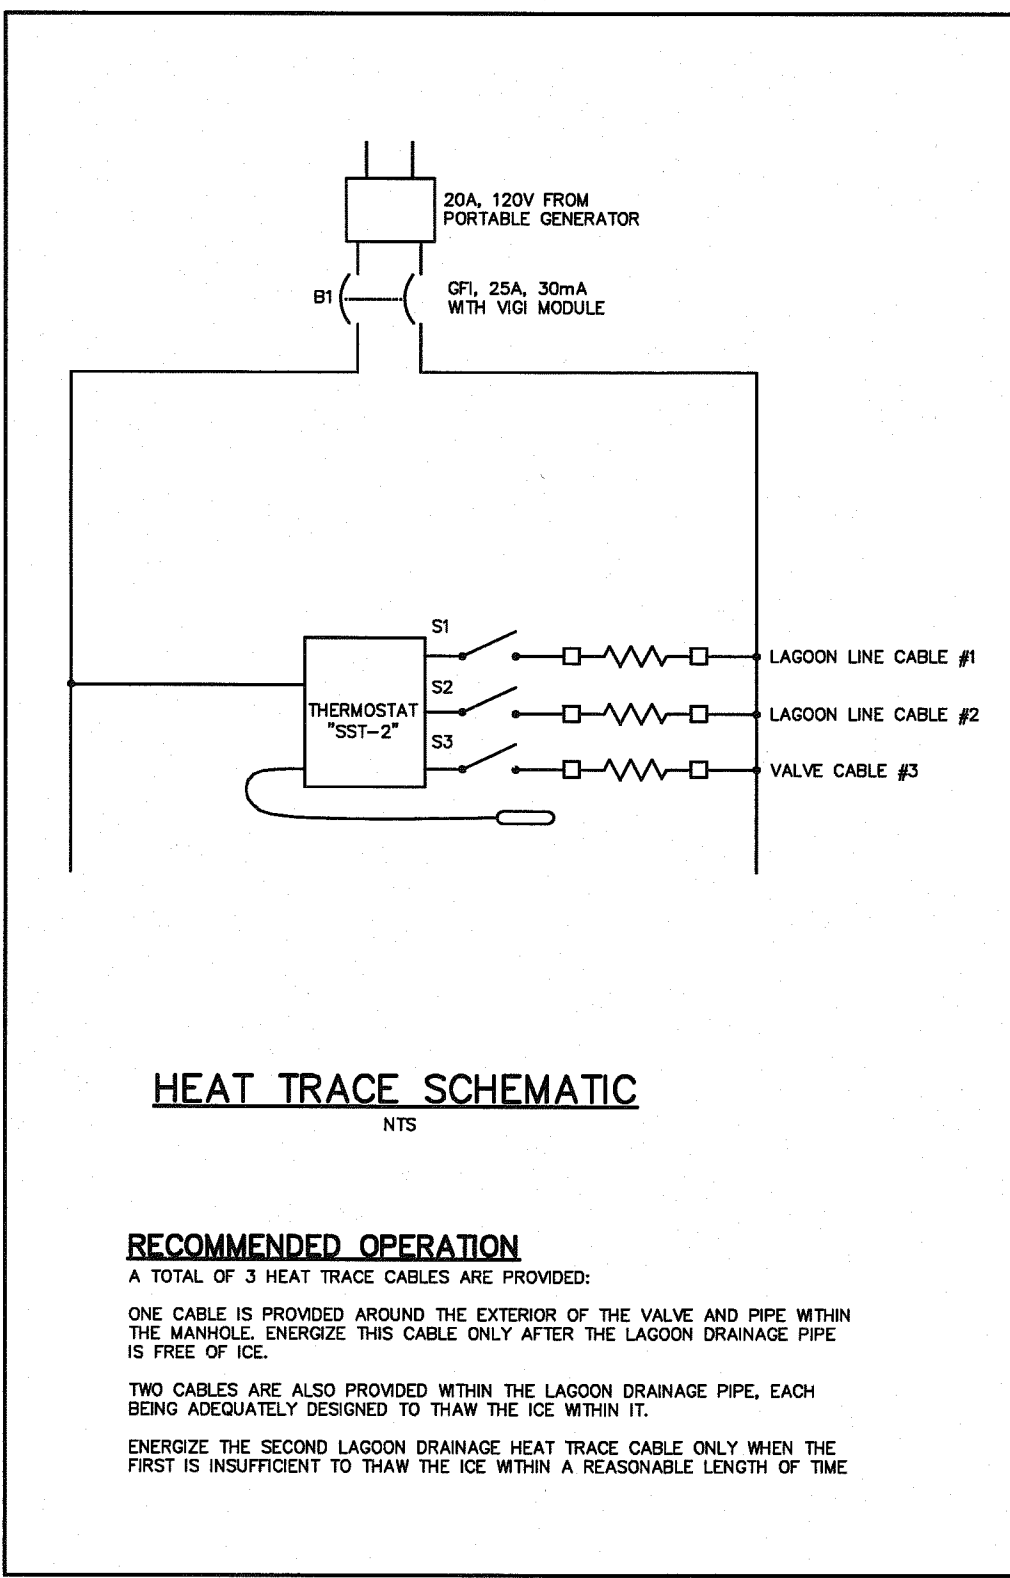 20A, 120V FROM
PORTABLE GENERATOR
B1
GFI, 25A, 30mA
WITH VIGI MODULE
S1
LAGOON LINE CABLE #1
S2
THERMOSTAT
"SST-2"
LAGOON LINE CABLE #2
S3
VALVE CABLE #3
HEAT TRACE SCHEMATIC
NTS
RECOMMENDED OPERATION
A TOTAL OF 3 HEAT TRACE CABLES ARE PROVIDED:
ONE CABLE IS PROVIDED AROUND THE EXTERIOR OF THE VALVE AND PIPE WITHIN
THE MANHOLE. ENERGIZE THIS CABLE ONLY AFTER THE LAGOON DRAINAGE PIPE
IS FREE OF ICE.
TWO CABLES ARE ALSO PROVIDED WITHIN THE LAGOON DRAINAGE PIPE, EACH
BEING ADEQUATELY DESIGNED TO THAW THE ICE WITHIN IT.
ENERGIZE THE SECOND LAGOON DRAINAGE HEAT TRACE CABLE ONLY WHEN THE
FIRST IS INSUFFICIENT TO THAW THE ICE WITHIN A REASONABLE LENGTH OF TIME